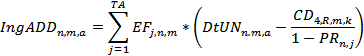 IngADD_{n,m,a} = \sum_{j=1}^{TA} EF_{j,n,m} * \left( DtUN_{n.m,a} - \frac{CD_{4,R,m,k}}{1 - PR_{n,j}} \right)